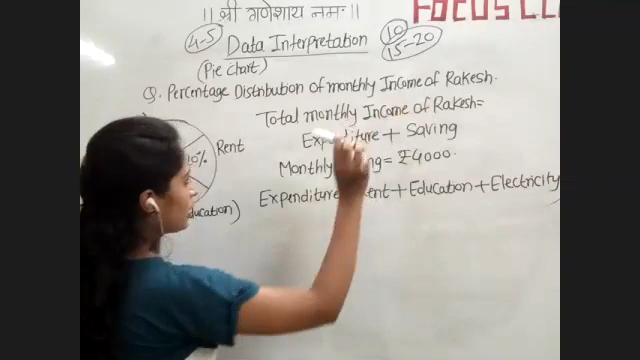 || श्री गणेशाय नमः ||
FOCUS
4-5
Data Interpretation
10
15-20
(Pie chart)
Q. Percentage Distribution of monthly Income of Rakesh.
Total monthly Income of Rakesh=
Expenditure + Saving
10%
Rent
Monthly = ₹4000.
Expenditure + Education + Electricity